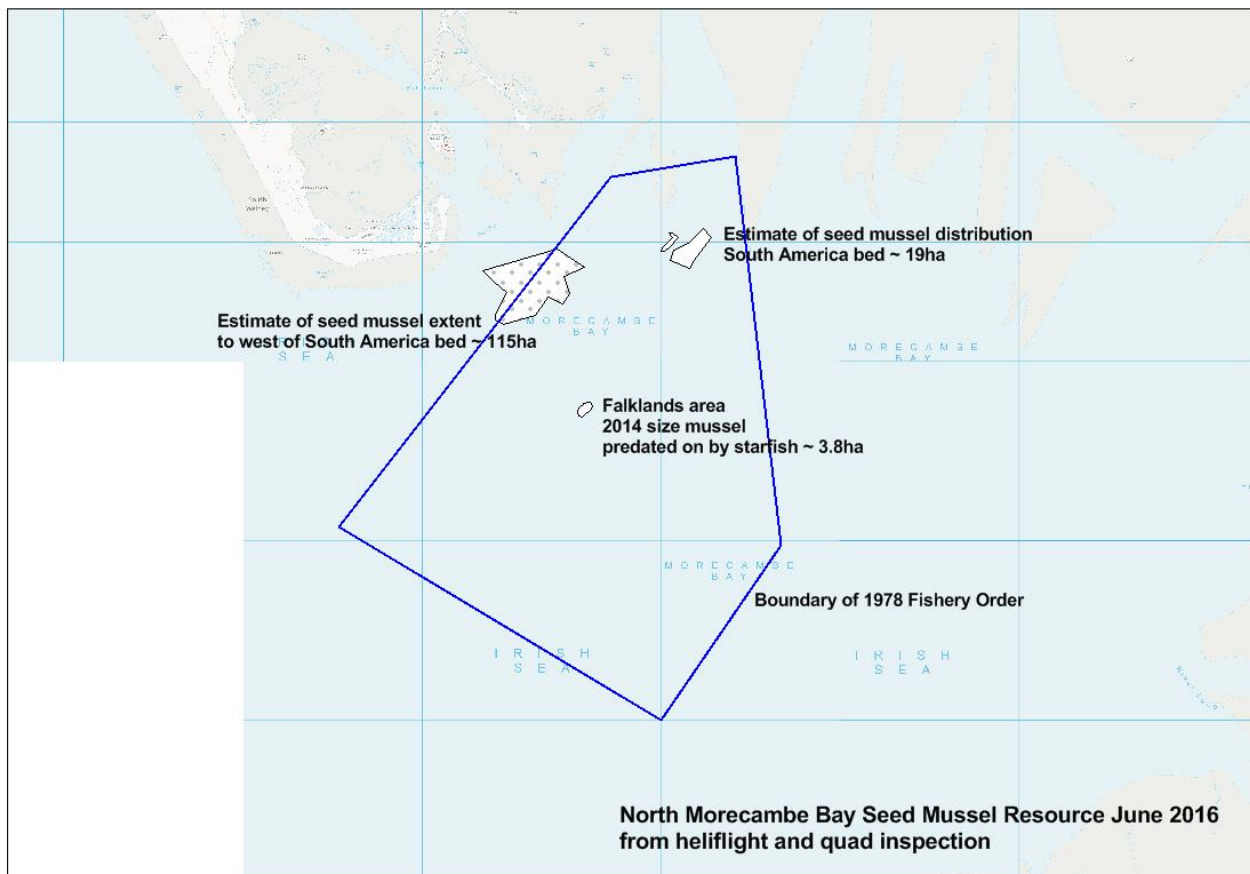 South
Walney
Estimate of seed mussel distribution
South America bed ~ 19ha
Estimate of seed mussel extent
to west of South America bed ~ 115ha
MORECAMBE
BAY
SEA
MORECAMBE
BAY
Falklands area
2014 size mussel
predated on by starfish ~ 3.8ha
MORECAMBE
BAY
Boundary of 1978 Fishery Order
IRISH
SEA
IRISH
SEA
North Morecambe Bay Seed Mussel Resource June 2016
from heliflight and quad inspection